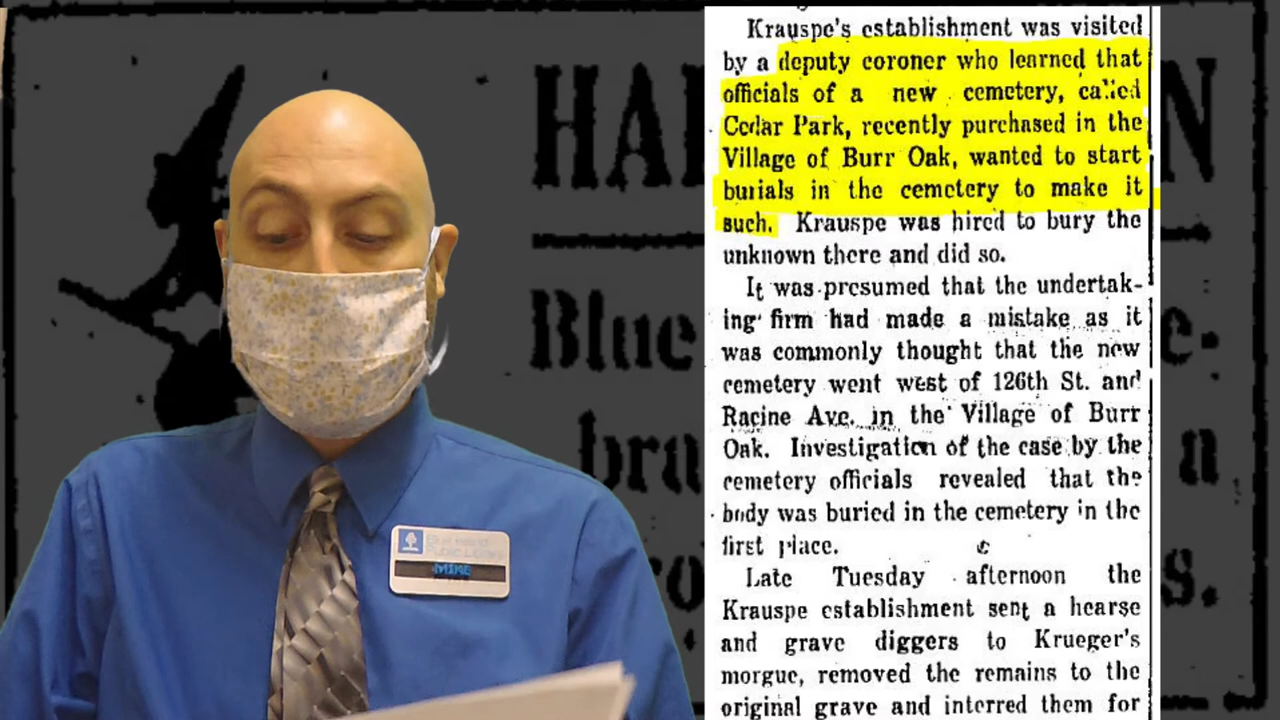 HA
N
Blue
e.
bra
a
s.
Blue Island
Public Library
MIKE
Krauspe's establishment was visited
by a deputy coroner who learned that
officials of a new cemetery, called
Cedar Park, recently purchased in the
Village of Burr Oak, wanted to start
burials in the cemetery to make it
such. Krauspe was hired to bury the
unknown there and did so.
It was presumed that the undertak-
ing firm had made a mistake as it
was commonly thought that the new
cemetery went west of 126th St. and
Racine Ave. in the Village of Burr
Oak. Investigation of the case by the
cemetery officials revealed that the
body was buried in the cemetery in the
first place.
Late Tuesday afternoon the
Krauspe establishment sent a hearse
and grave diggers to Krueger's
morgue, removed the remains to the
original grave and interred them for